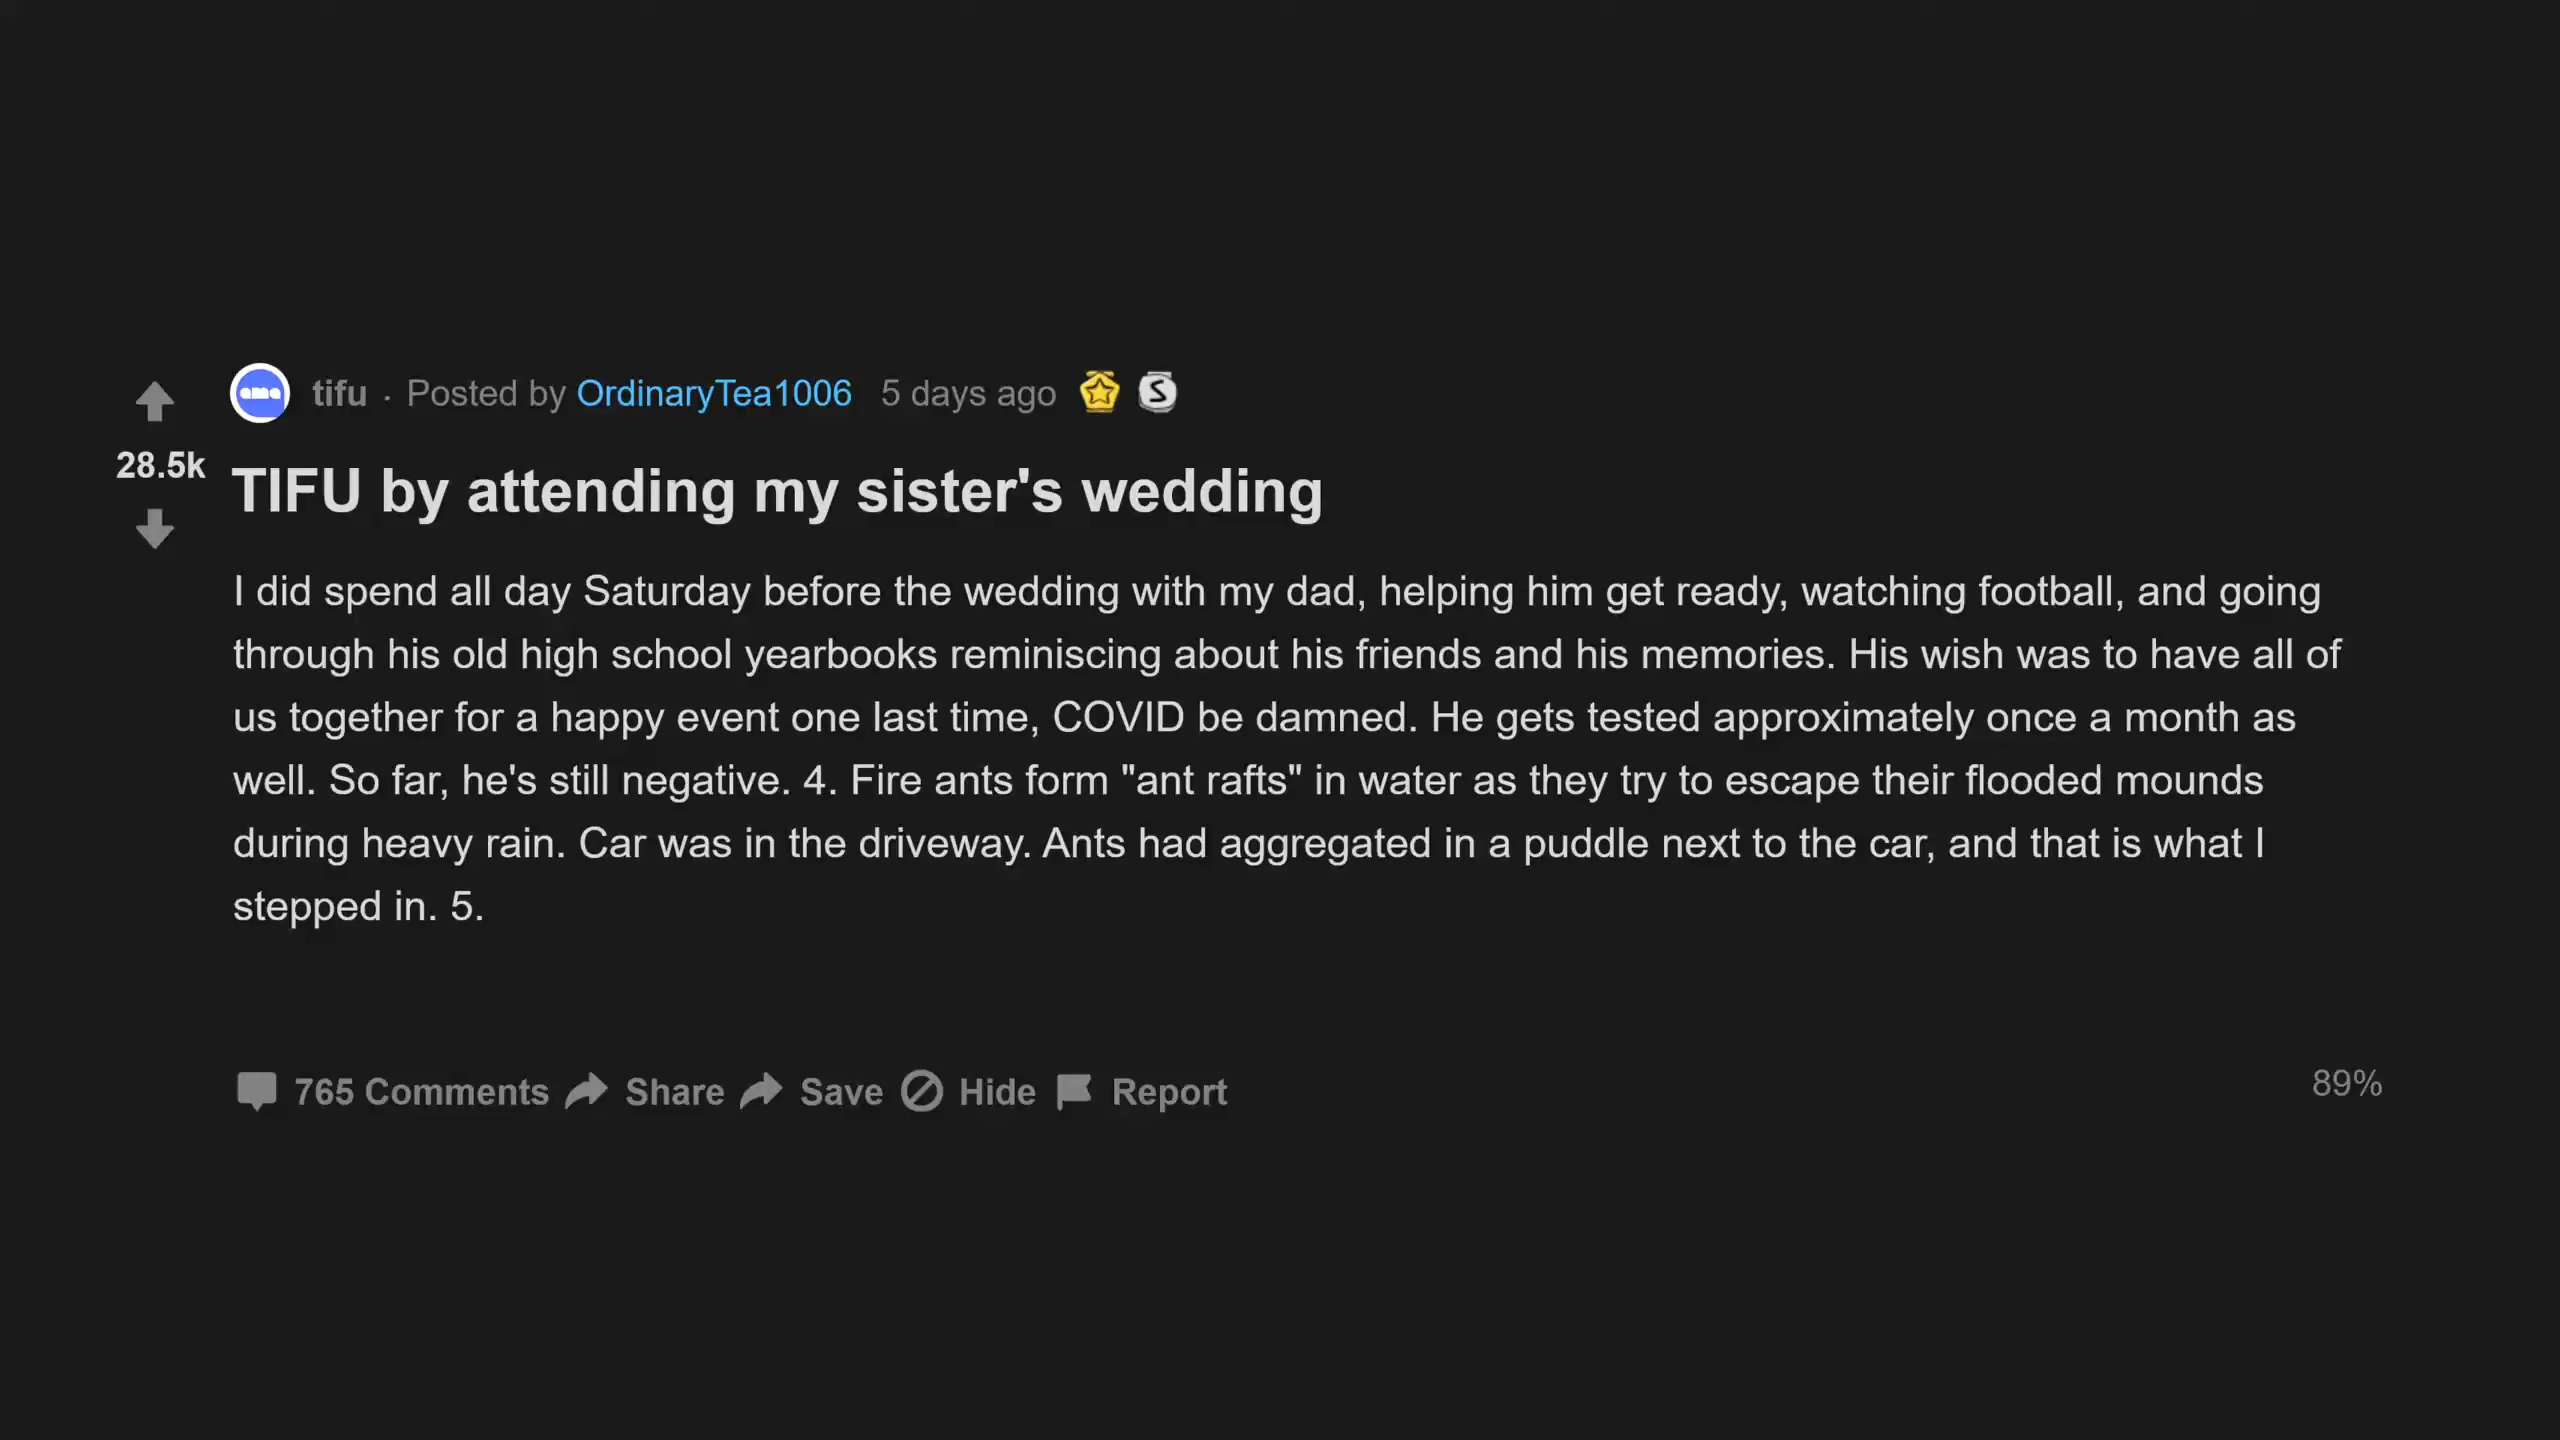 tifu · Posted by OrdinaryTea1006 5 days ago
28.5k
TIFU by attending my sister's wedding
I did spend all day Saturday before the wedding with my dad, helping him get ready, watching football, and going
through his old high school yearbooks reminiscing about his friends and his memories. His wish was to have all of
us together for a happy event one last time, COVID be damned. He gets tested approximately once a month as
well. So far, he's still negative. 4. Fire ants form "ant rafts" in water as they try to escape their flooded mounds
during heavy rain. Car was in the driveway. Ants had aggregated in a puddle next to the car, and that is what I
stepped in. 5.
765 Comments Share Save Hide Report
89%